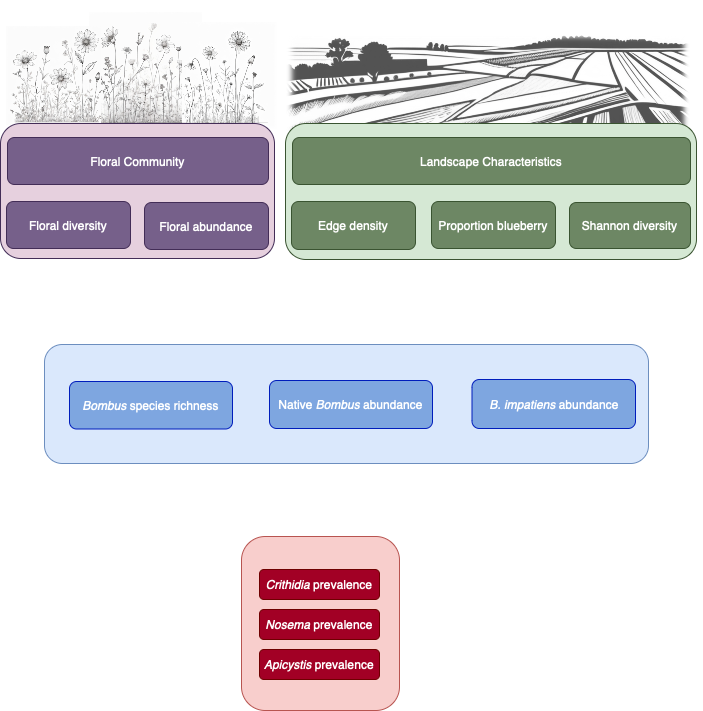 Floral Community
Landscape Characteristics
Floral diversity
Floral abundance
Edge density
Proportion blueberry
Shannon diversity
Bombus species richness
Native Bombus abundance
B. impatiens abundance
Crithidia prevalence
Nosema prevalence
Apicystis prevalence